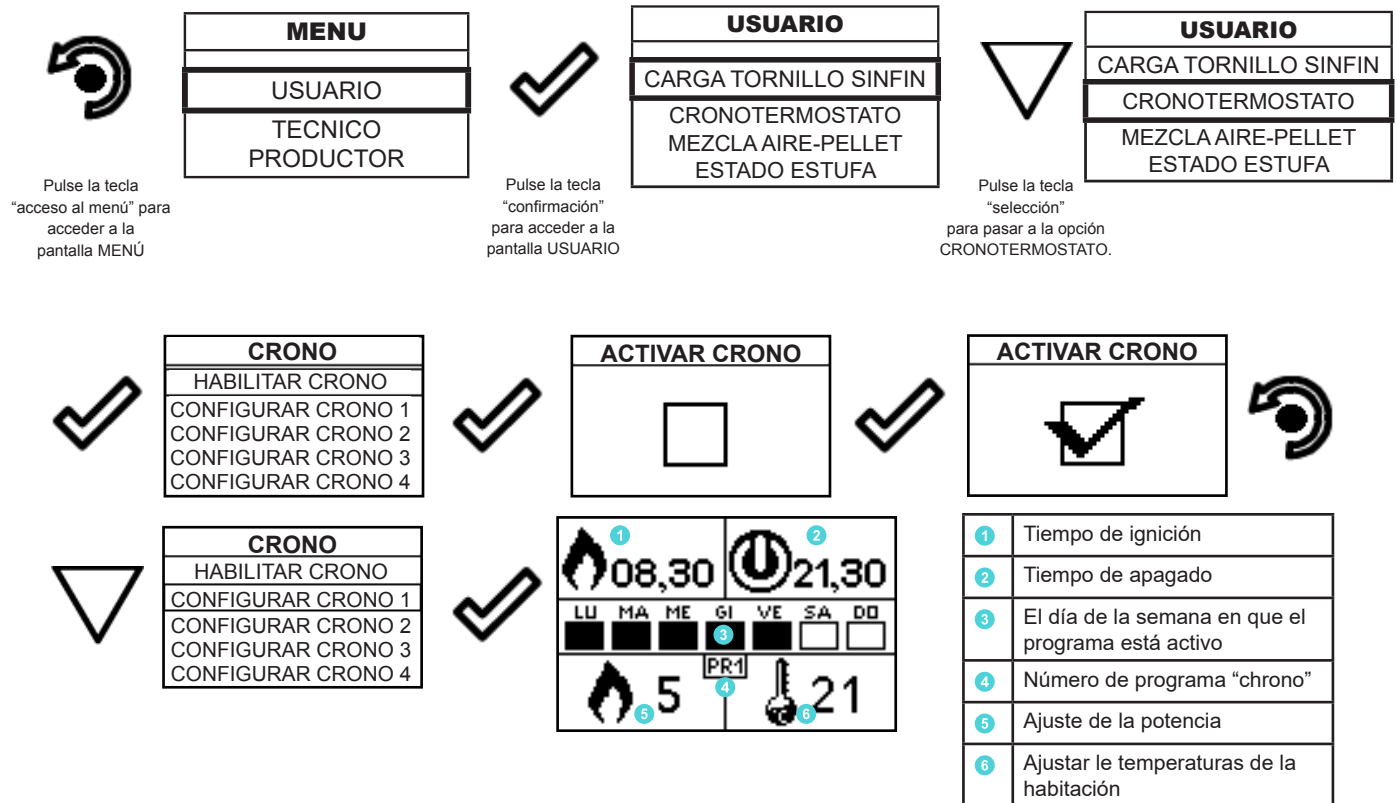 MENU
USUARIO
TECNICO
PRODUCTOR
Pulse la tecla
“acceso al menú” para
acceder a la
pantalla MENÚ
USUARIO
CARGA TORNILLO SINFIN
CRONOTERMOSTATO
MEZCLA AIRE-PELLET
ESTADO ESTUFA
Pulse la tecla
“confirmación”
para acceder a la
pantalla USUARIO
USUARIO
CARGA TORNILLO SINFIN
CRONOTERMOSTATO
MEZCLA AIRE-PELLET
ESTADO ESTUFA
Pulse la tecla
“selección”
para pasar a la opción
CRONOTERMOSTATO.
CRONO
HABILITAR CRONO
CONFIGURAR CRONO 1
CONFIGURAR CRONO 2
CONFIGURAR CRONO 3
CONFIGURAR CRONO 4
ACTIVAR CRONO
ACTIVAR CRONO
CRONO
HABILITAR CRONO
CONFIGURAR CRONO 1
CONFIGURAR CRONO 2
CONFIGURAR CRONO 3
CONFIGURAR CRONO 4
1 2
08,30 21,30
LU MA ME GI VE SA DO
3
PR1
4
5 21
5 6
1 Tiempo de ignición
2 Tiempo de apagado
3 El día de la semana en que el
programa está activo
4 Número de programa “chrono”
5 Ajuste de la potencia
6 Ajustar le temperaturas de la
habitación